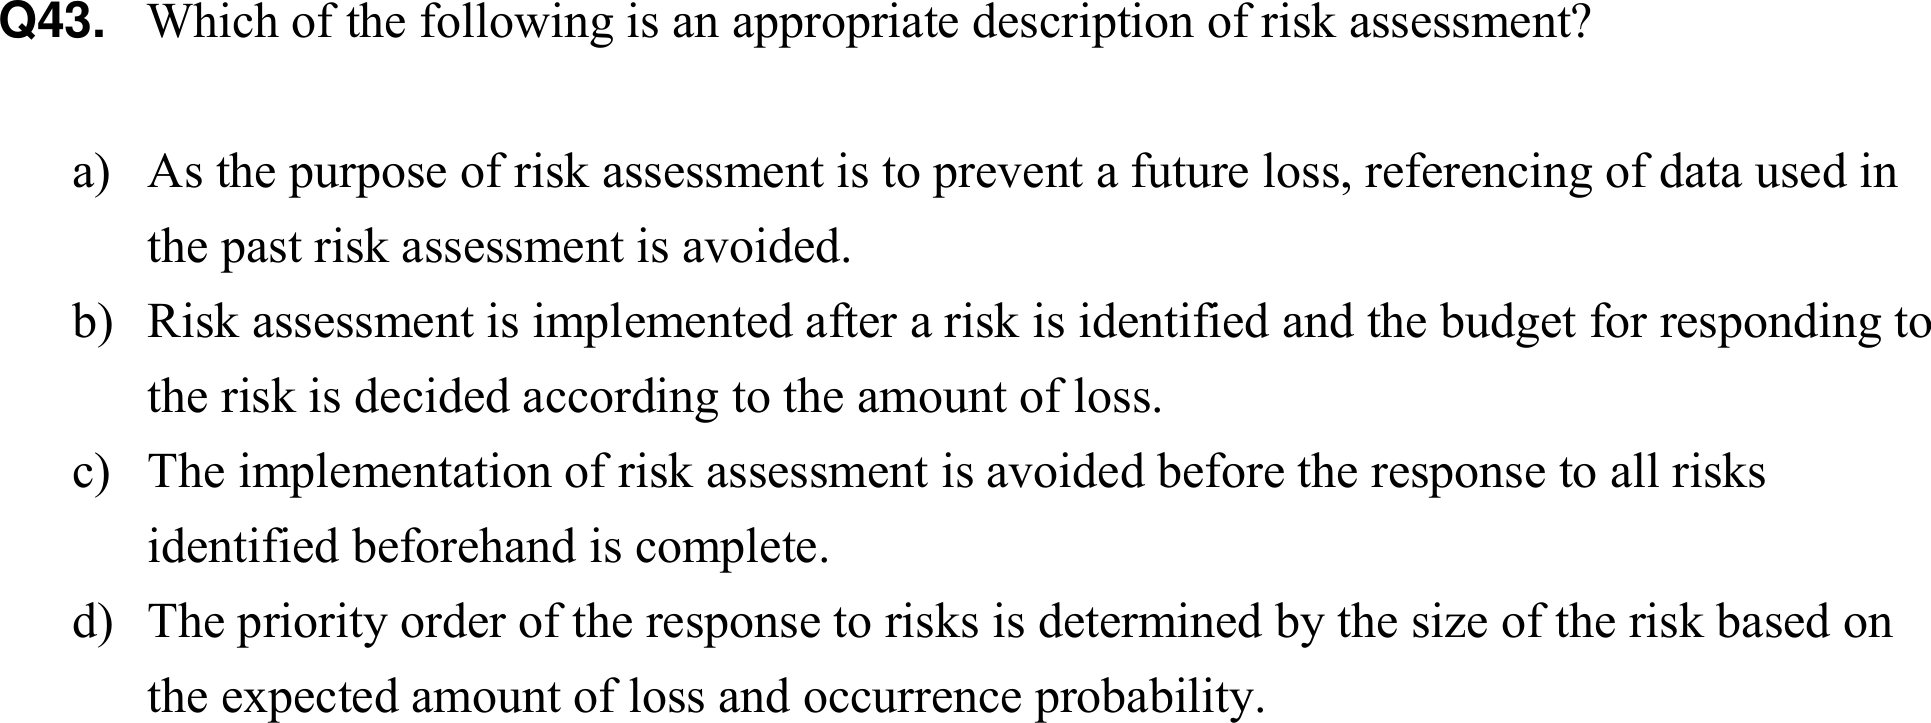 Q43. Which of the following is an appropriate description of risk assessment?
a) As the purpose of risk assessment is to prevent a future loss, referencing of data used in
the past risk assessment is avoided.
b) Risk assessment is implemented after a risk is identified and the budget for responding to
the risk is decided according to the amount of loss.
c) The implementation of risk assessment is avoided before the response to all risks
identified beforehand is complete.
d) The priority order of the response to risks is determined by the size of the risk based on
the expected amount of loss and occurrence probability.